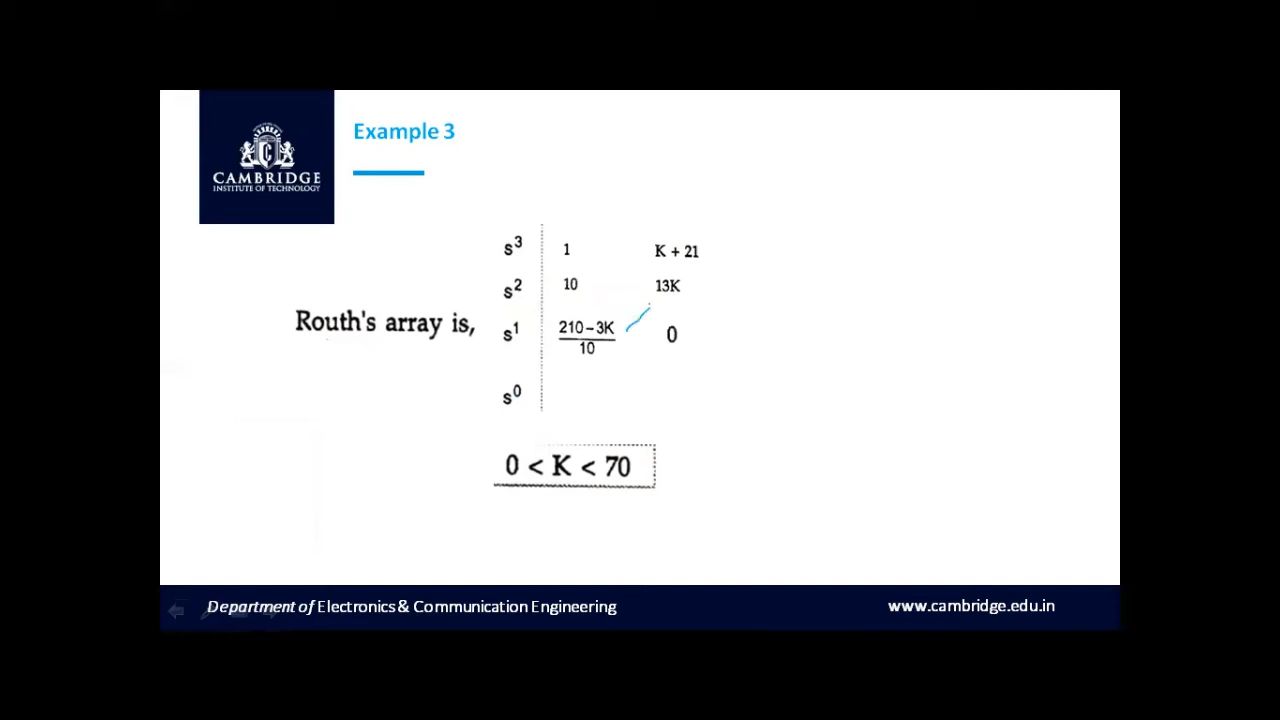 CAMBRIDGE
INSTITUTE OF TECHNOLOGY
Example 3
s³ 1 K + 21
s² 10 13K
Routh's array is,
s¹ 210 – 3K / 10 0
s⁰
0 < K < 70
Department of Electronics & Communication Engineering
www.cambridge.edu.in